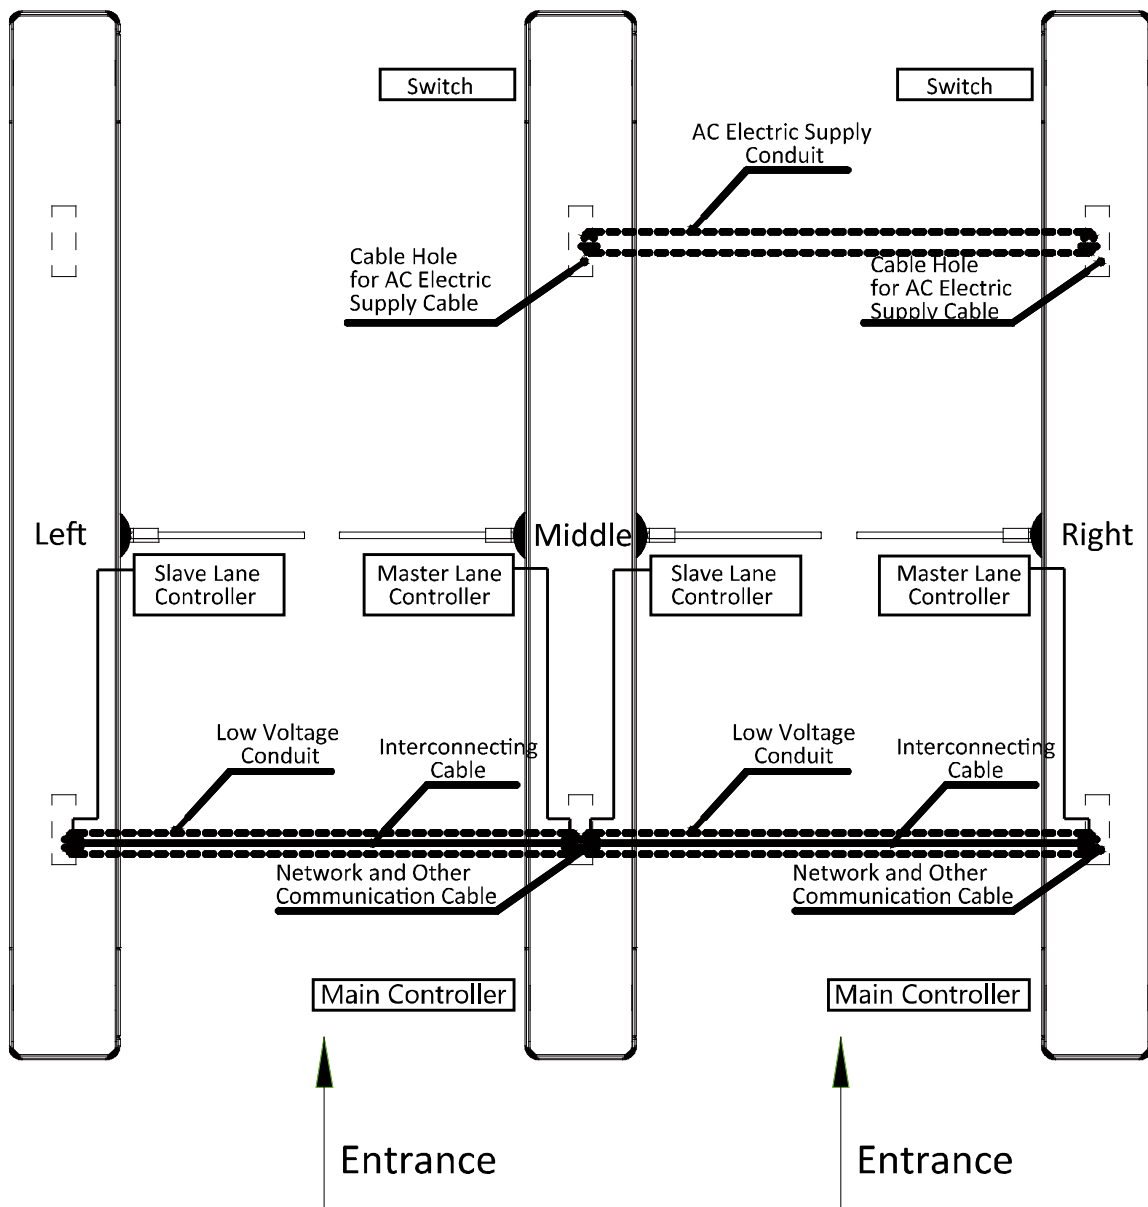 Switch
Switch
AC Electric Supply
Conduit
Cable Hole
for AC Electric
Supply Cable
Cable Hole
for AC Electric
Supply Cable
Left
Middle
Right
Slave Lane
Controller
Master Lane
Controller
Slave Lane
Controller
Master Lane
Controller
Low Voltage
Conduit
Interconnecting
Cable
Low Voltage
Conduit
Interconnecting
Cable
Network and Other
Communication Cable
Network and Other
Communication Cable
Main Controller
Main Controller
Entrance
Entrance